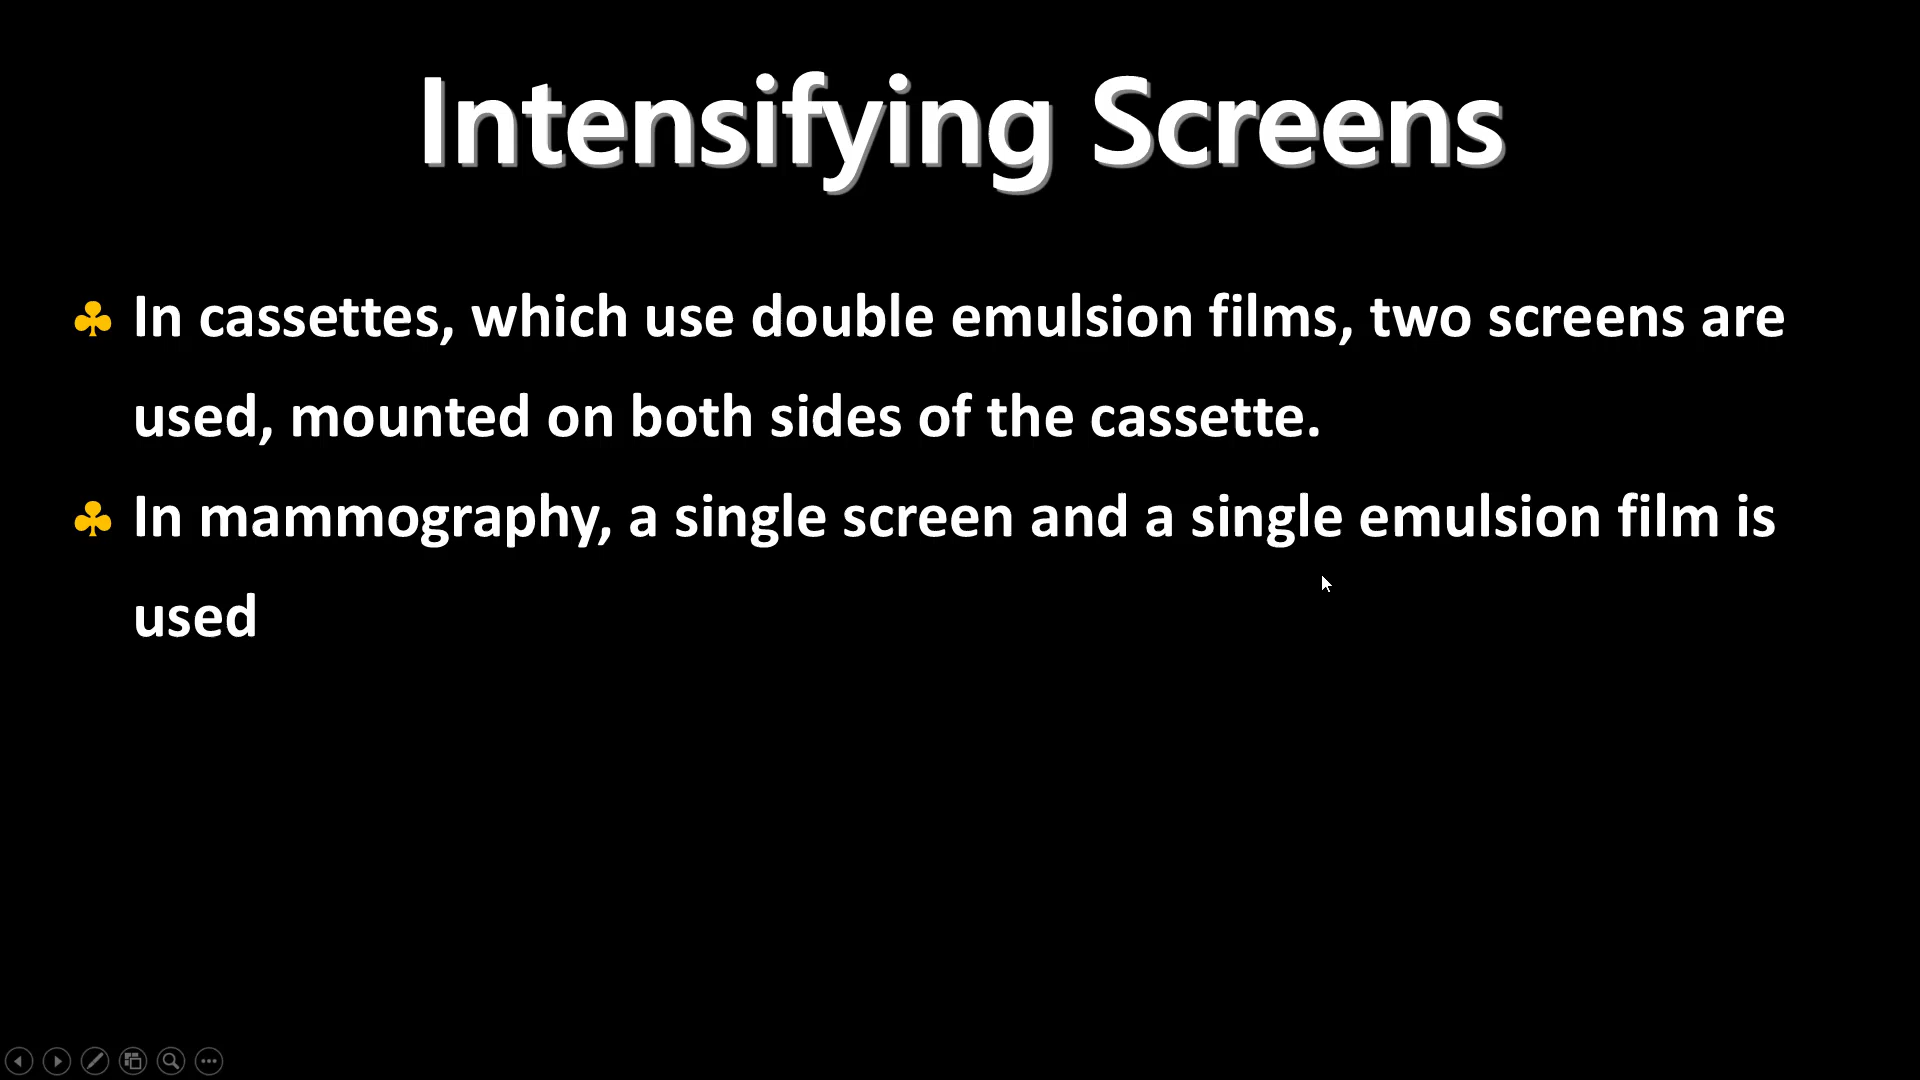 Intensifying Screens
♣ In cassettes, which use double emulsion films, two screens are
used, mounted on both sides of the cassette.
♣ In mammography, a single screen and a single emulsion film is
used